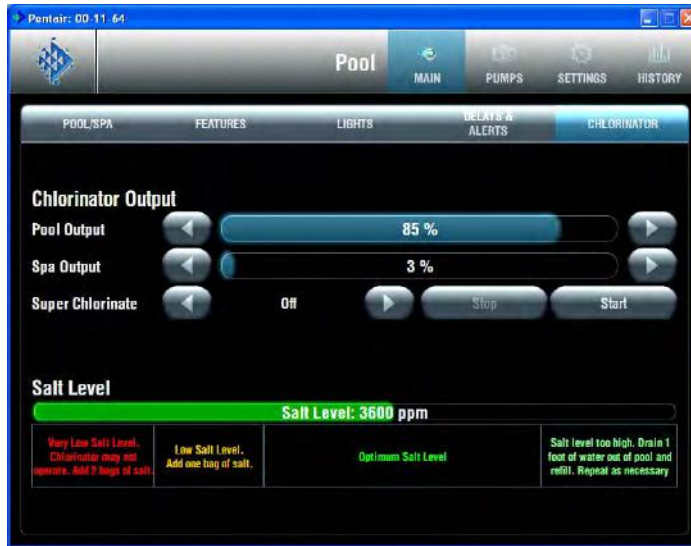 Pentair: 00-11-64
Pool
MAIN
PUMPS
SETTINGS
HISTORY
POOL/SPA
FEATURES
LIGHTS
DELAYS &
ALERTS
CHLORINATOR
Chlorinator Output
Pool Output
85 %
Spa Output
3 %
Super Chlorinate
Off
Stop
Start
Salt Level
Salt Level: 3600 ppm
Very Low Salt Level.
Chlorinator may not
operate. Add 2 bags of salt.
Low Salt Level.
Add one bag of salt.
Optimum Salt Level
Salt level too high. Drain 1
foot of water out of pool and
refill. Repeat as necessary